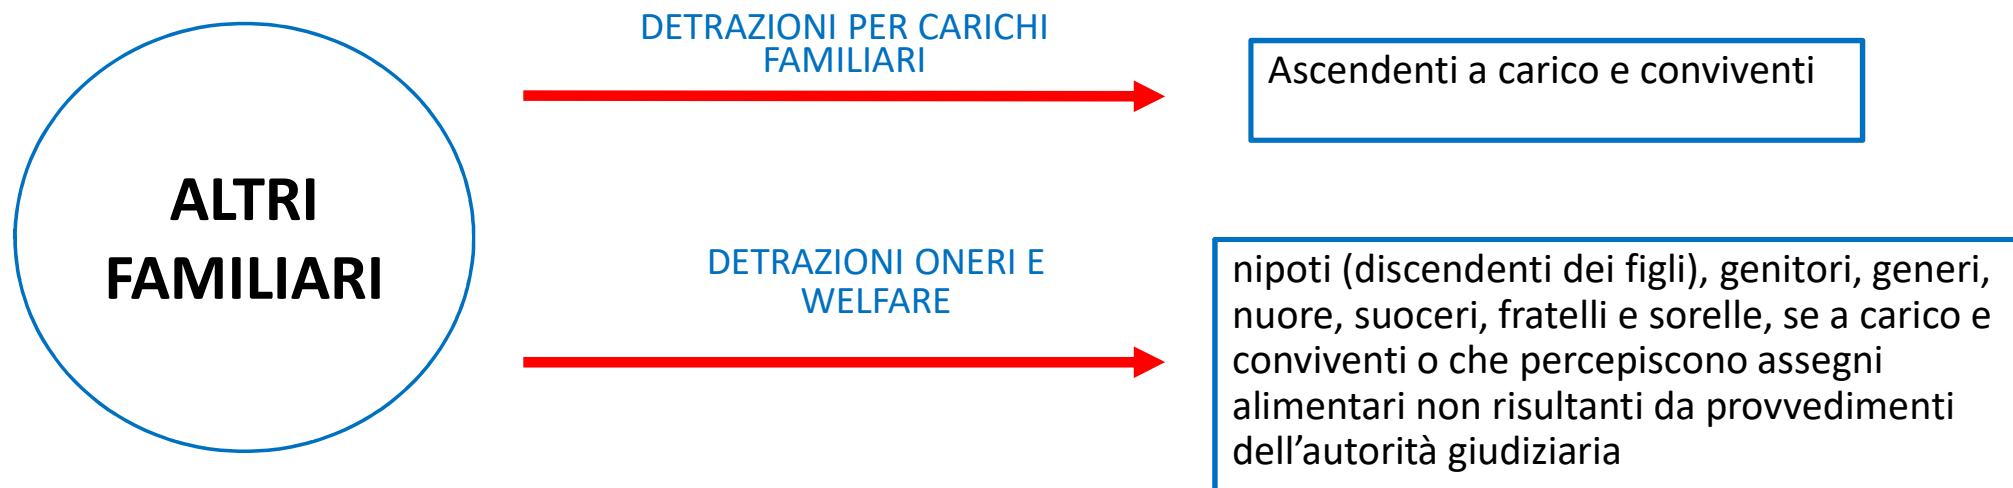 ALTRI
FAMILIARI
DETRAZIONI PER CARICHI
FAMILIARI
Ascendenti a carico e conviventi
DETRAZIONI ONERI E
WELFARE
nipoti (discendenti dei figli), genitori, generi,
nuore, suoceri, fratelli e sorelle, se a carico e
conviventi o che percepiscono assegni
alimentari non risultanti da provvedimenti
dell’autorità giudiziaria